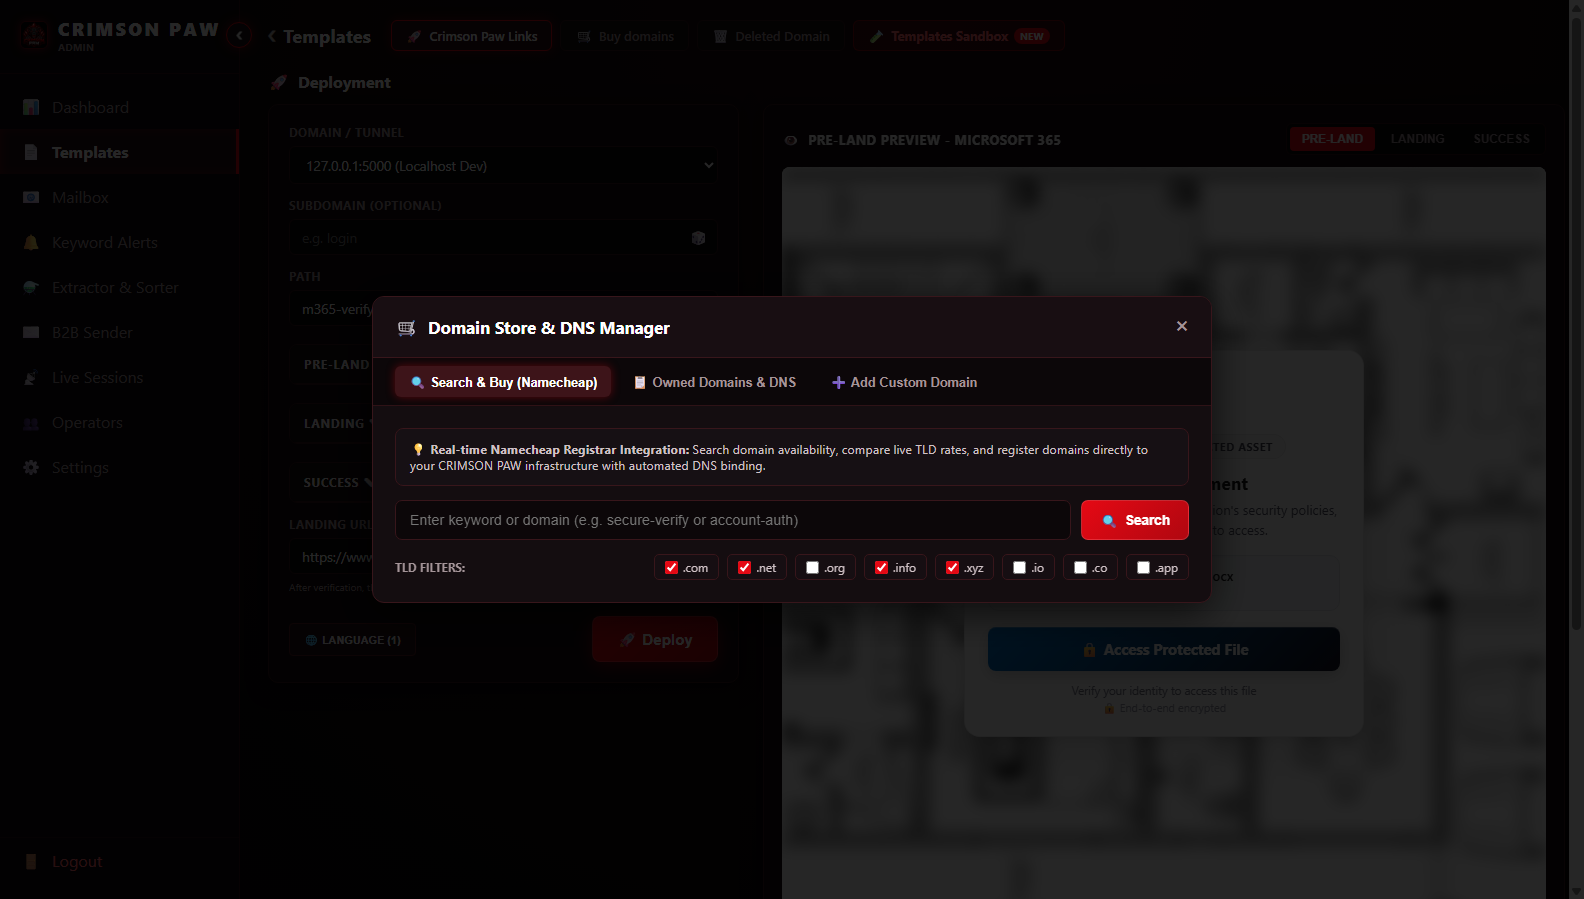 CRIMSON PAW
ADMIN
Dashboard
Templates
Mailbox
Keyword Alerts
Extractor & Sorter
B2B Sender
Live Sessions
Operators
Settings
Logout
Templates
Crimson Paw Links
Buy domains
Deleted Domain
Templates Sandbox NEW
Deployment
DOMAIN / TUNNEL
127.0.0.1:5000 (Localhost Dev)
SUBDOMAIN (OPTIONAL)
e.g. login
PATH
m365-verify
PRE-LAND
LANDING
SUCCESS
LANDING URL
https://www
After verification,
LANGUAGE (1)
Deploy
PRE-LAND PREVIEW - MICROSOFT 365
PRE-LAND
LANDING
SUCCESS
Domain Store & DNS Manager
Search & Buy (Namecheap)
Owned Domains & DNS
Add Custom Domain
Real-time Namecheap Registrar Integration: Search domain availability, compare live TLD rates, and register domains directly to
your CRIMSON PAW infrastructure with automated DNS binding.
Enter keyword or domain (e.g. secure-verify or account-auth)
Search
TLD FILTERS:
.com
.net
.org
.info
.xyz
.io
.co
.app
TED ASSET
ment
ion's security policies,
to access.
ocx
Access Protected File
Verify your identity to access this file
End-to-end encrypted